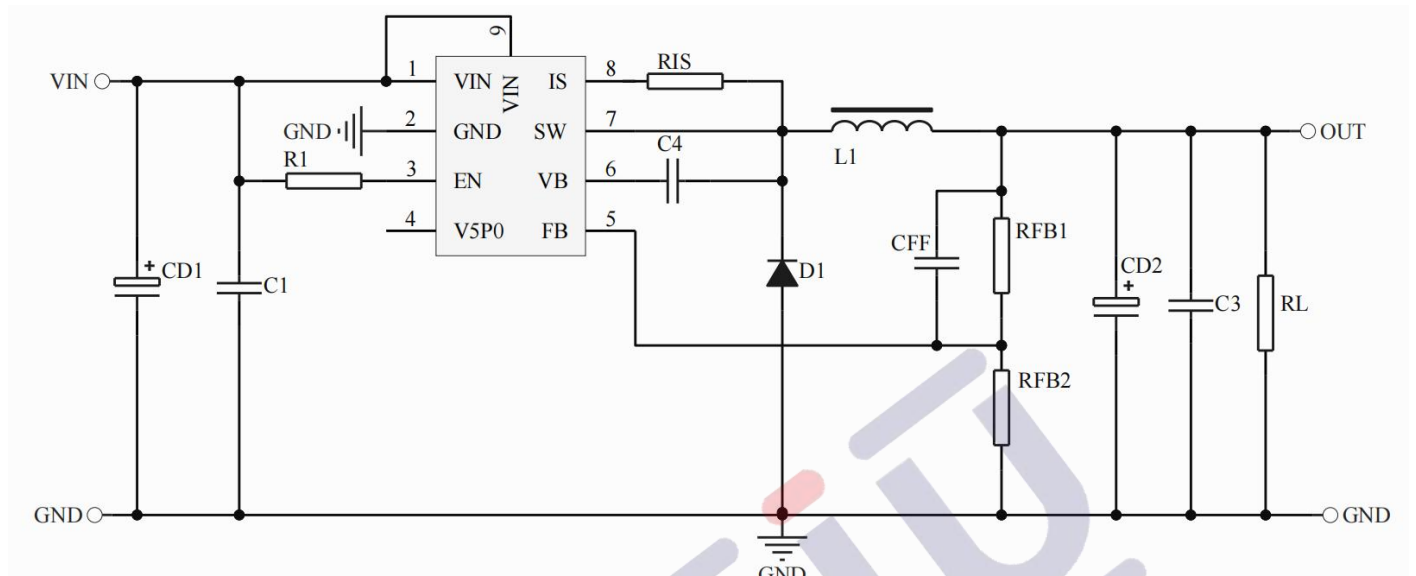 9
VIN 1 VIN VIN IS 8 RIS
GND 2 GND SW 7 OUT
L1
R1 3 EN VB 6 C4
4 V5P0 FB 5
CFF RFB1
+ CD1 C1 D1 CD2 + C3 RL
RFB2
GND GND
GND